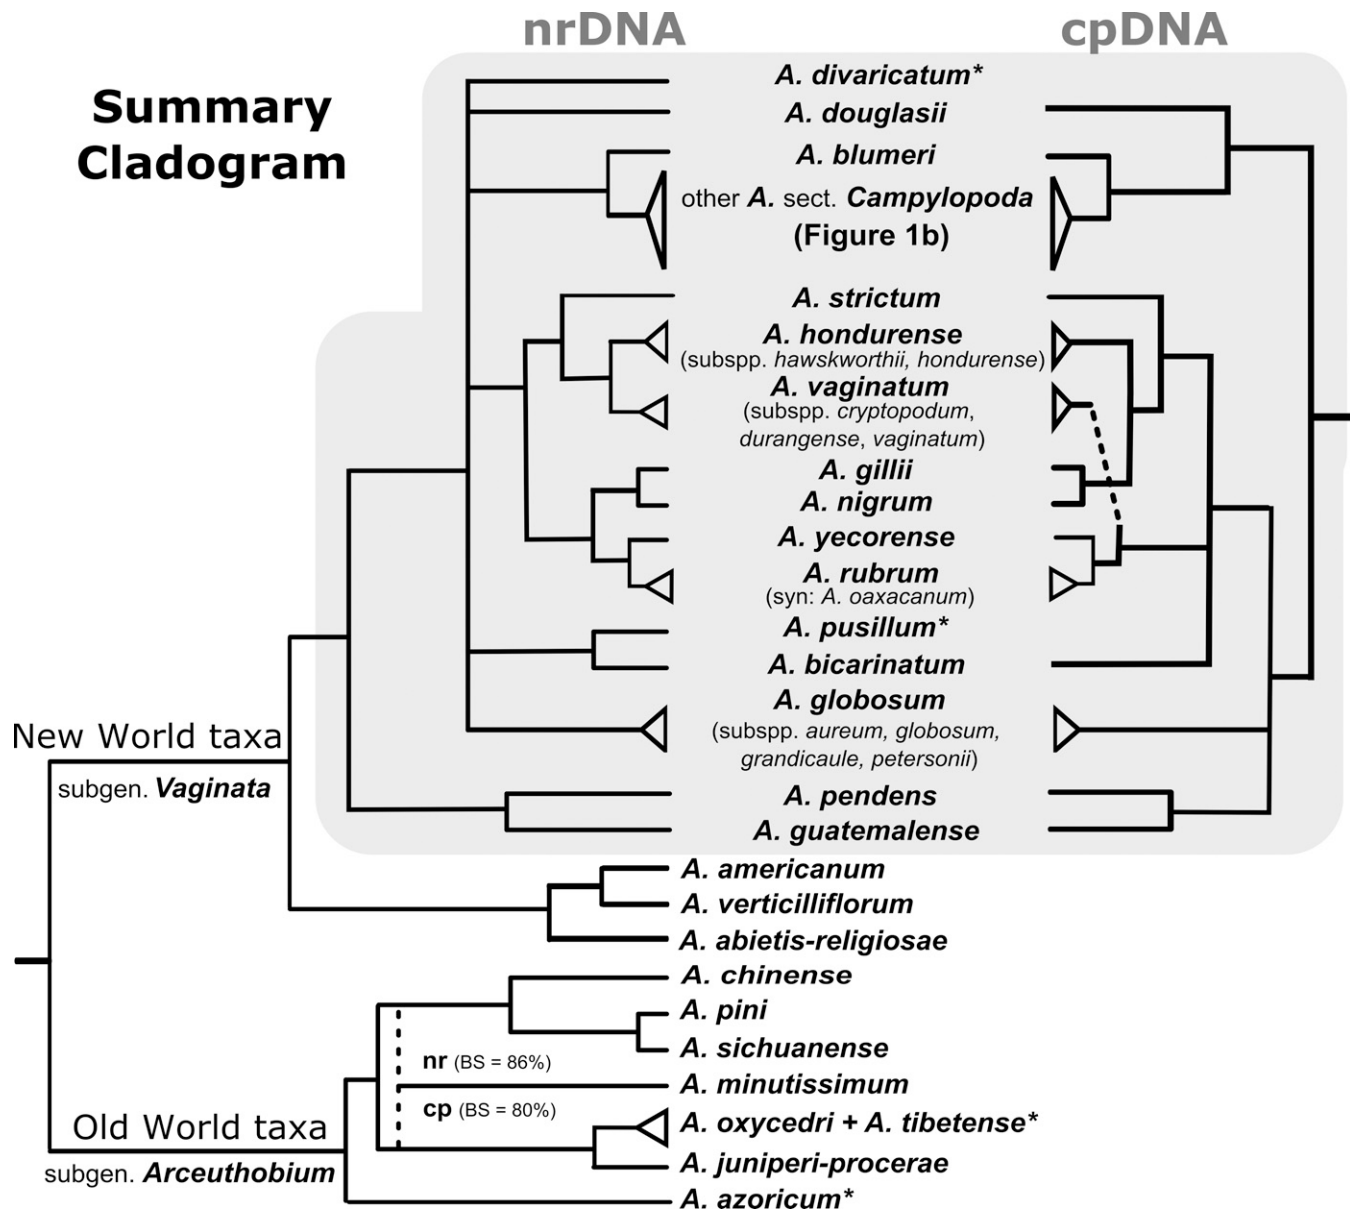 nrDNA
cpDNA
Summary
Cladogram
A. divaricatum*
A. douglasii
A. blumeri
other A. sect. Campylopoda
(Figure 1b)
A. strictum
A. hondurense
(subspp. hawskworthii, hondurense)
A. vaginatum
(subspp. cryptopodum,
durangense, vaginatum)
A. gillii
A. nigrum
A. yecorense
A. rubrum
(syn: A. oaxacanum)
A. pusillum*
A. bicarinatum
A. globosum
(subspp. aureum, globosum,
grandicaule, petersonii)
A. pendens
A. guatemalense
New World taxa
subgen. Vaginata
A. americanum
A. verticilliflorum
A. abietis-religiosae
A. chinense
A. pini
A. sichuanense
nr (BS = 86%)
A. minutissimum
cp (BS = 80%)
A. oxycedri + A. tibetense*
A. juniperi-procerae
Old World taxa
subgen. Arceuthobium
A. azoricum*